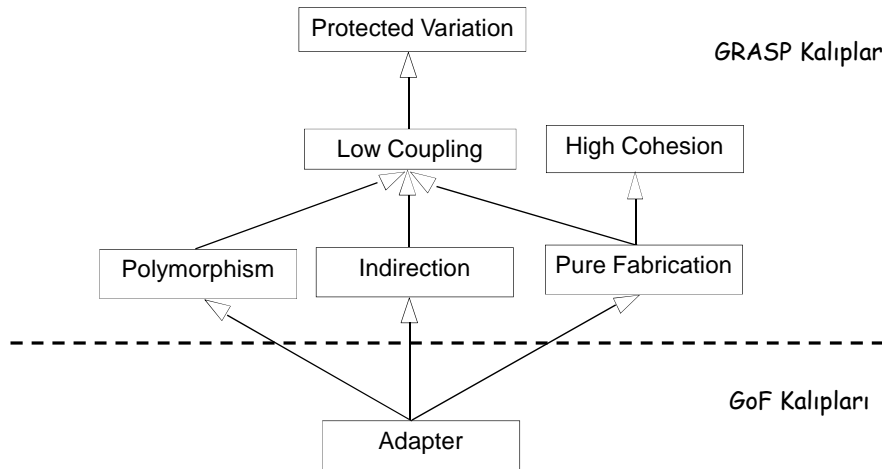 Protected Variation
GRASP Kalıplar
Low Coupling
High Cohesion
Polymorphism
Indirection
Pure Fabrication
GoF Kalıpları
Adapter